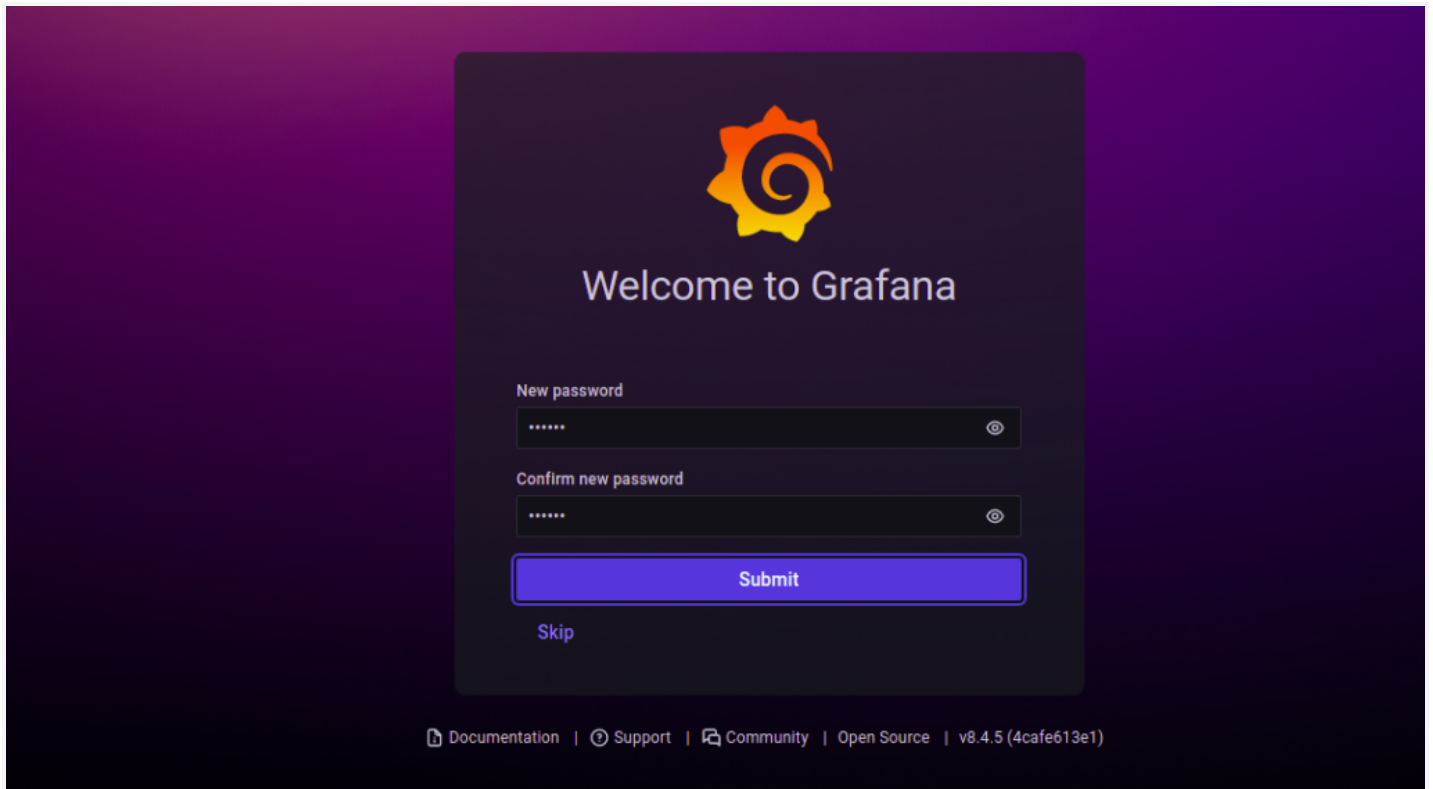 Welcome to Grafana
New password
••••••
Confirm new password
••••••
Submit
Skip
Documentation | Support | Community | Open Source | v8.4.5 (4cafe613e1)